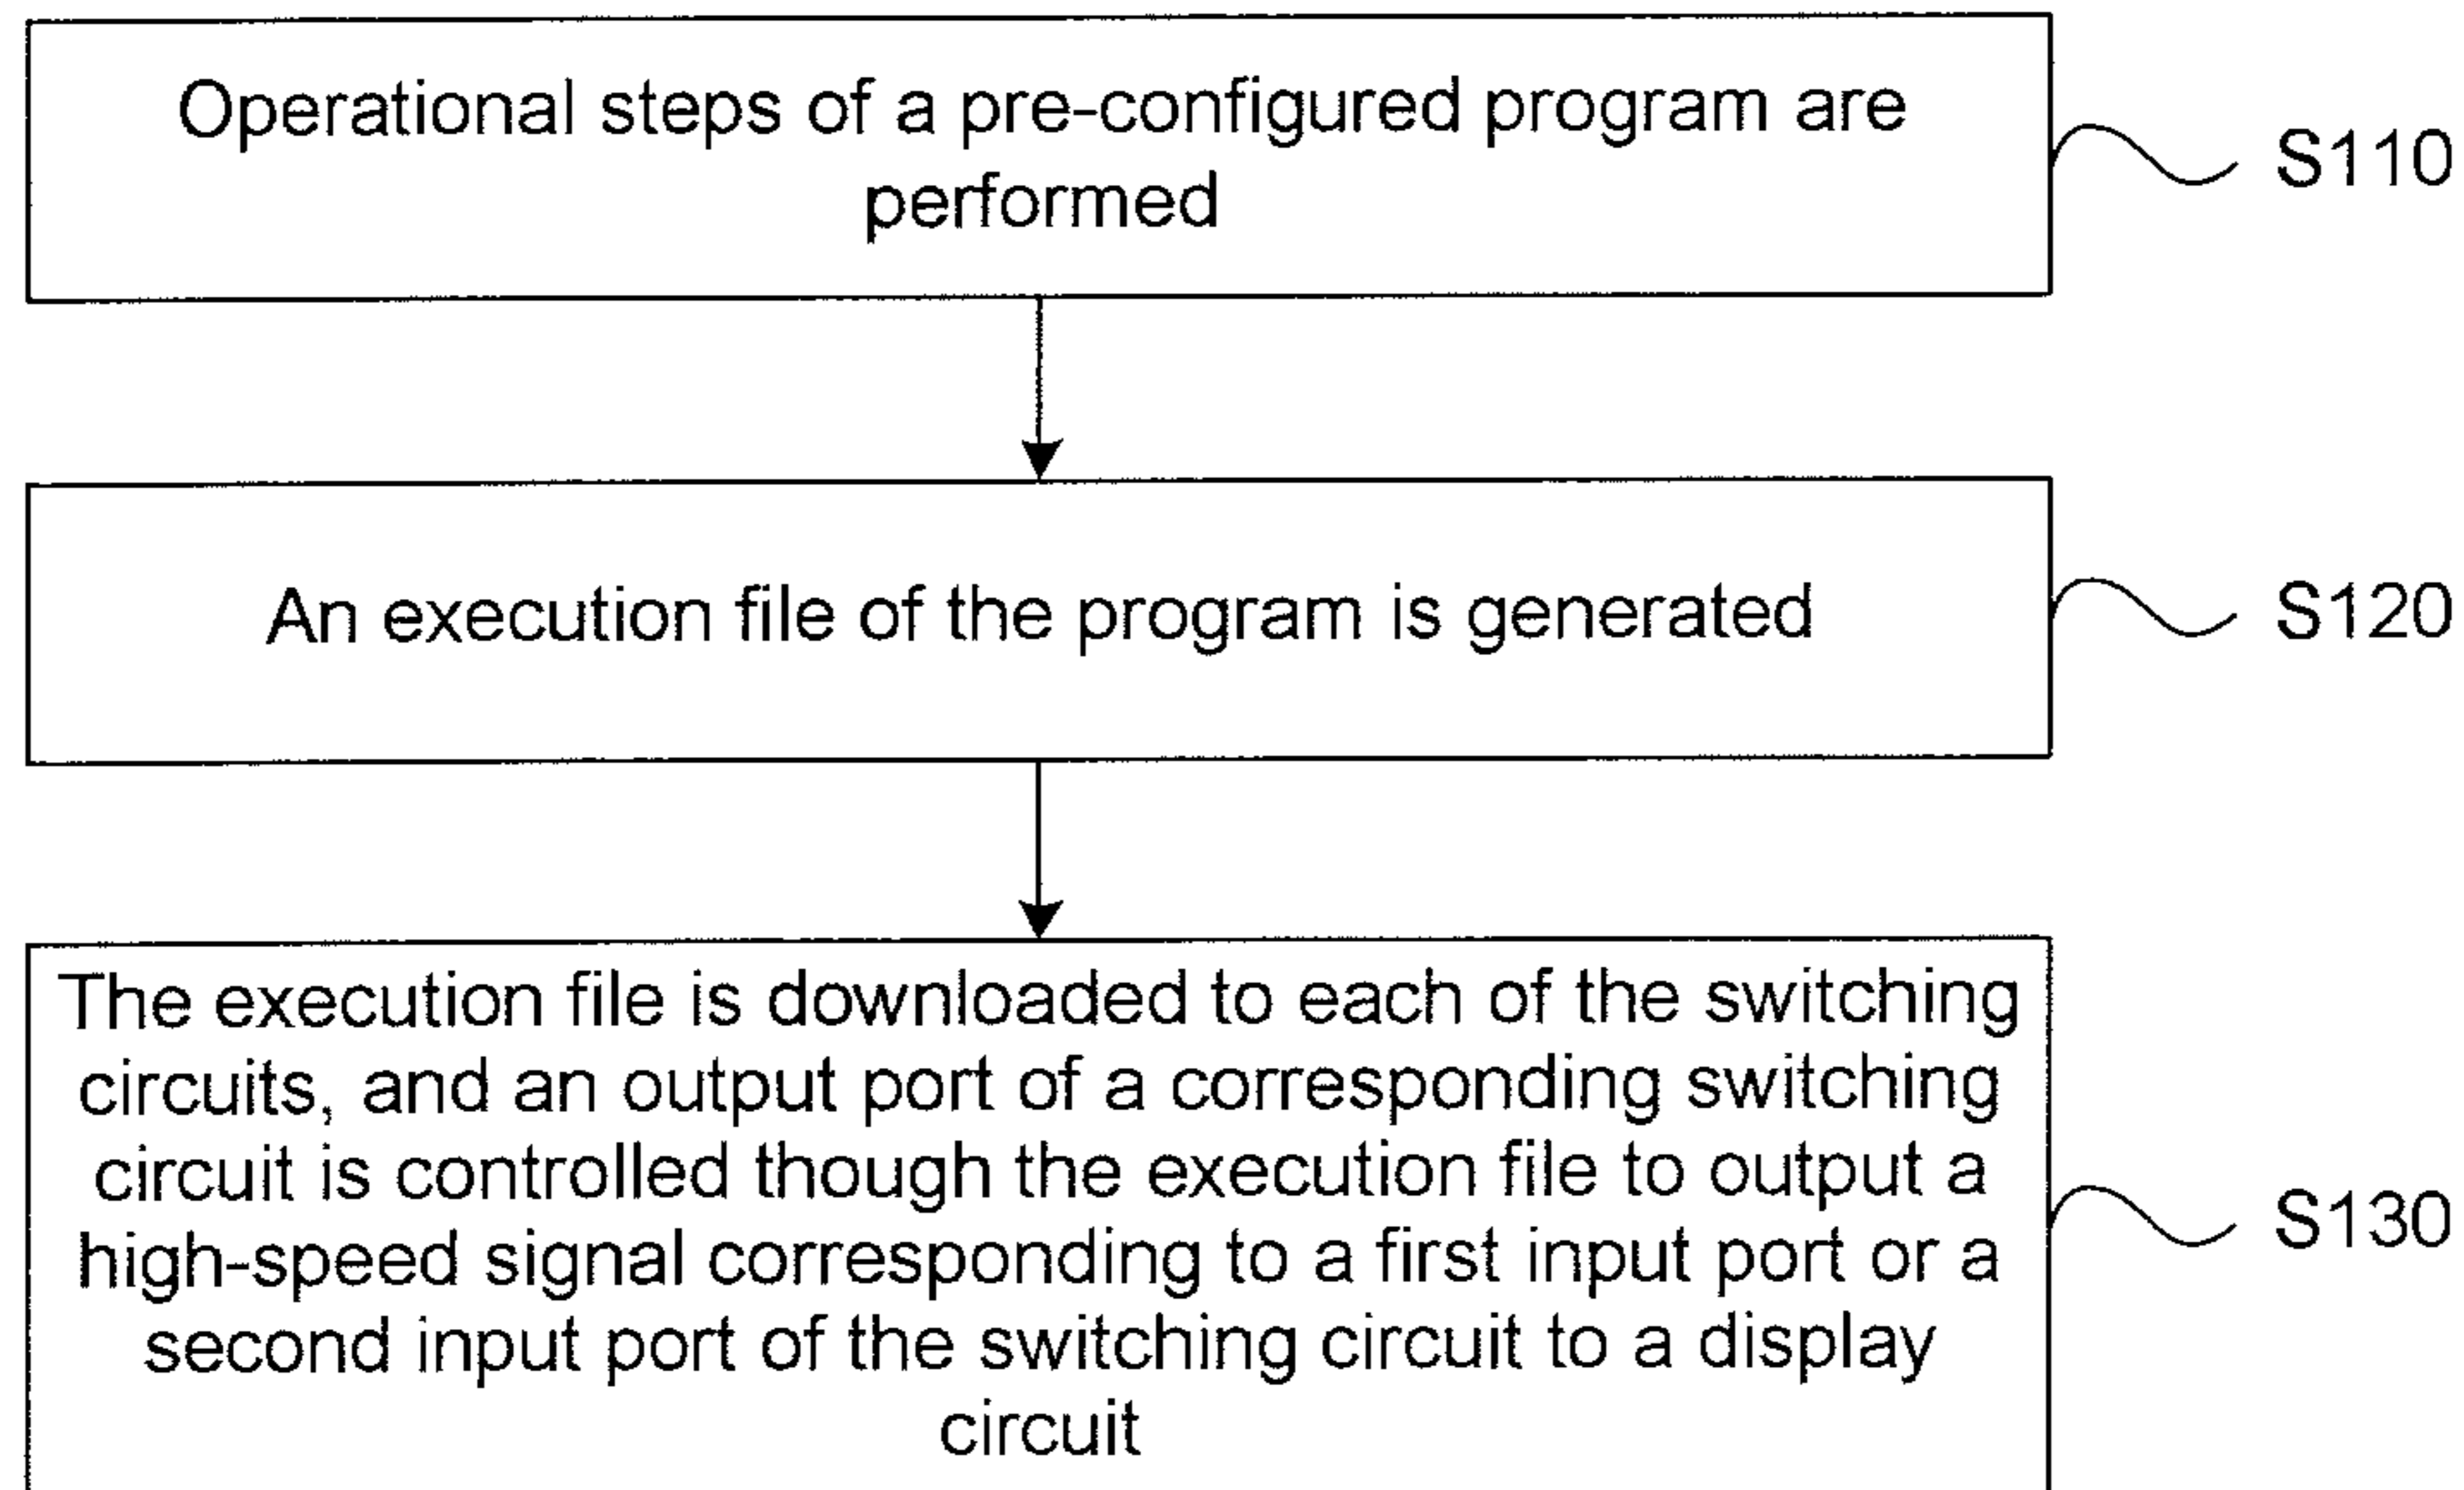 Operational steps of a pre-configured program are
performed
S110
An execution file of the program is generated
S120
The execution file is downloaded to each of the switching
circuits, and an output port of a corresponding switching
circuit is controlled though the execution file to output a
high-speed signal corresponding to a first input port or a
second input port of the switching circuit to a display
circuit
S130